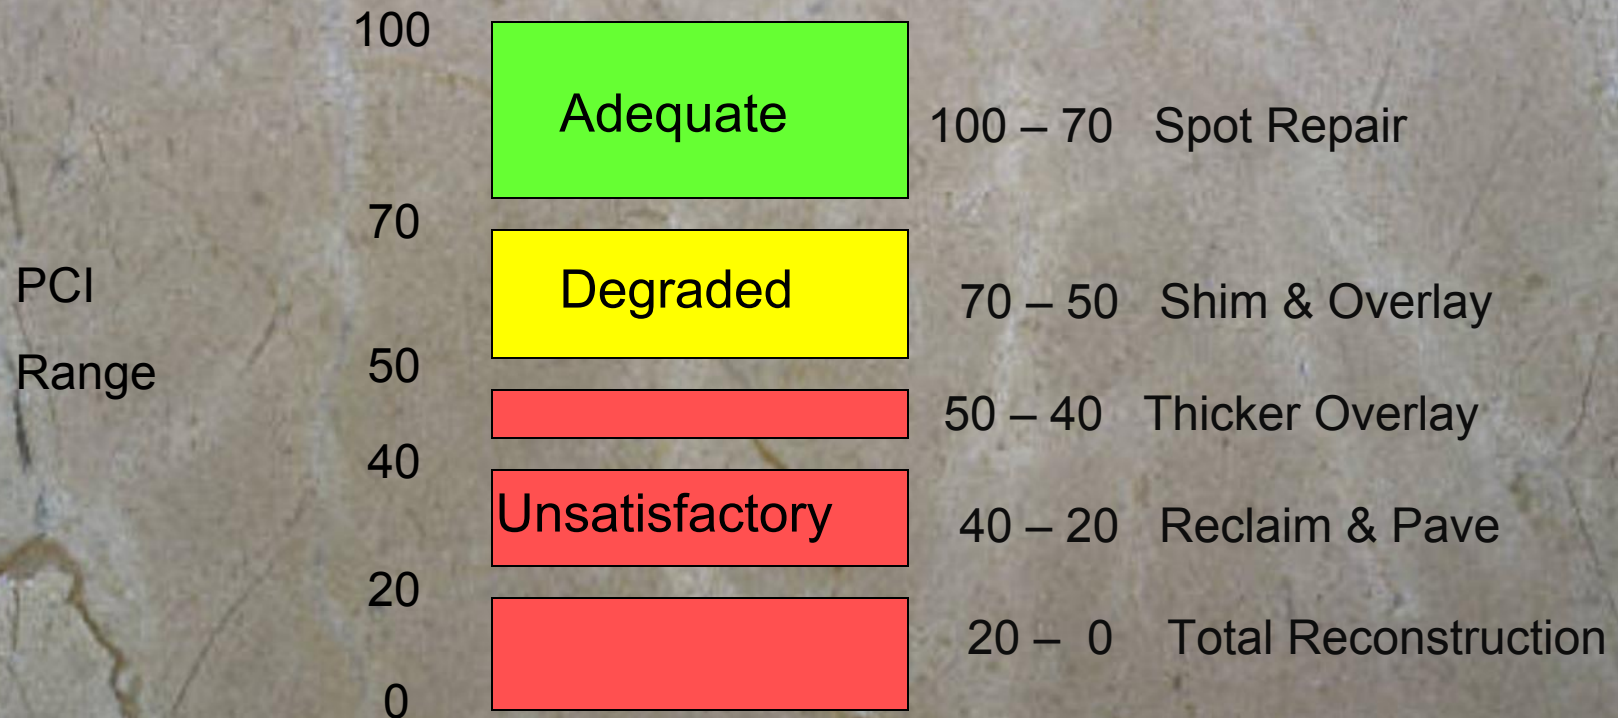 100
Adequate
100 – 70 Spot Repair
70
PCI
Degraded
70 – 50 Shim & Overlay
50
Range
50 – 40 Thicker Overlay
40
Unsatisfactory
40 – 20 Reclaim & Pave
20
20 – 0 Total Reconstruction
0